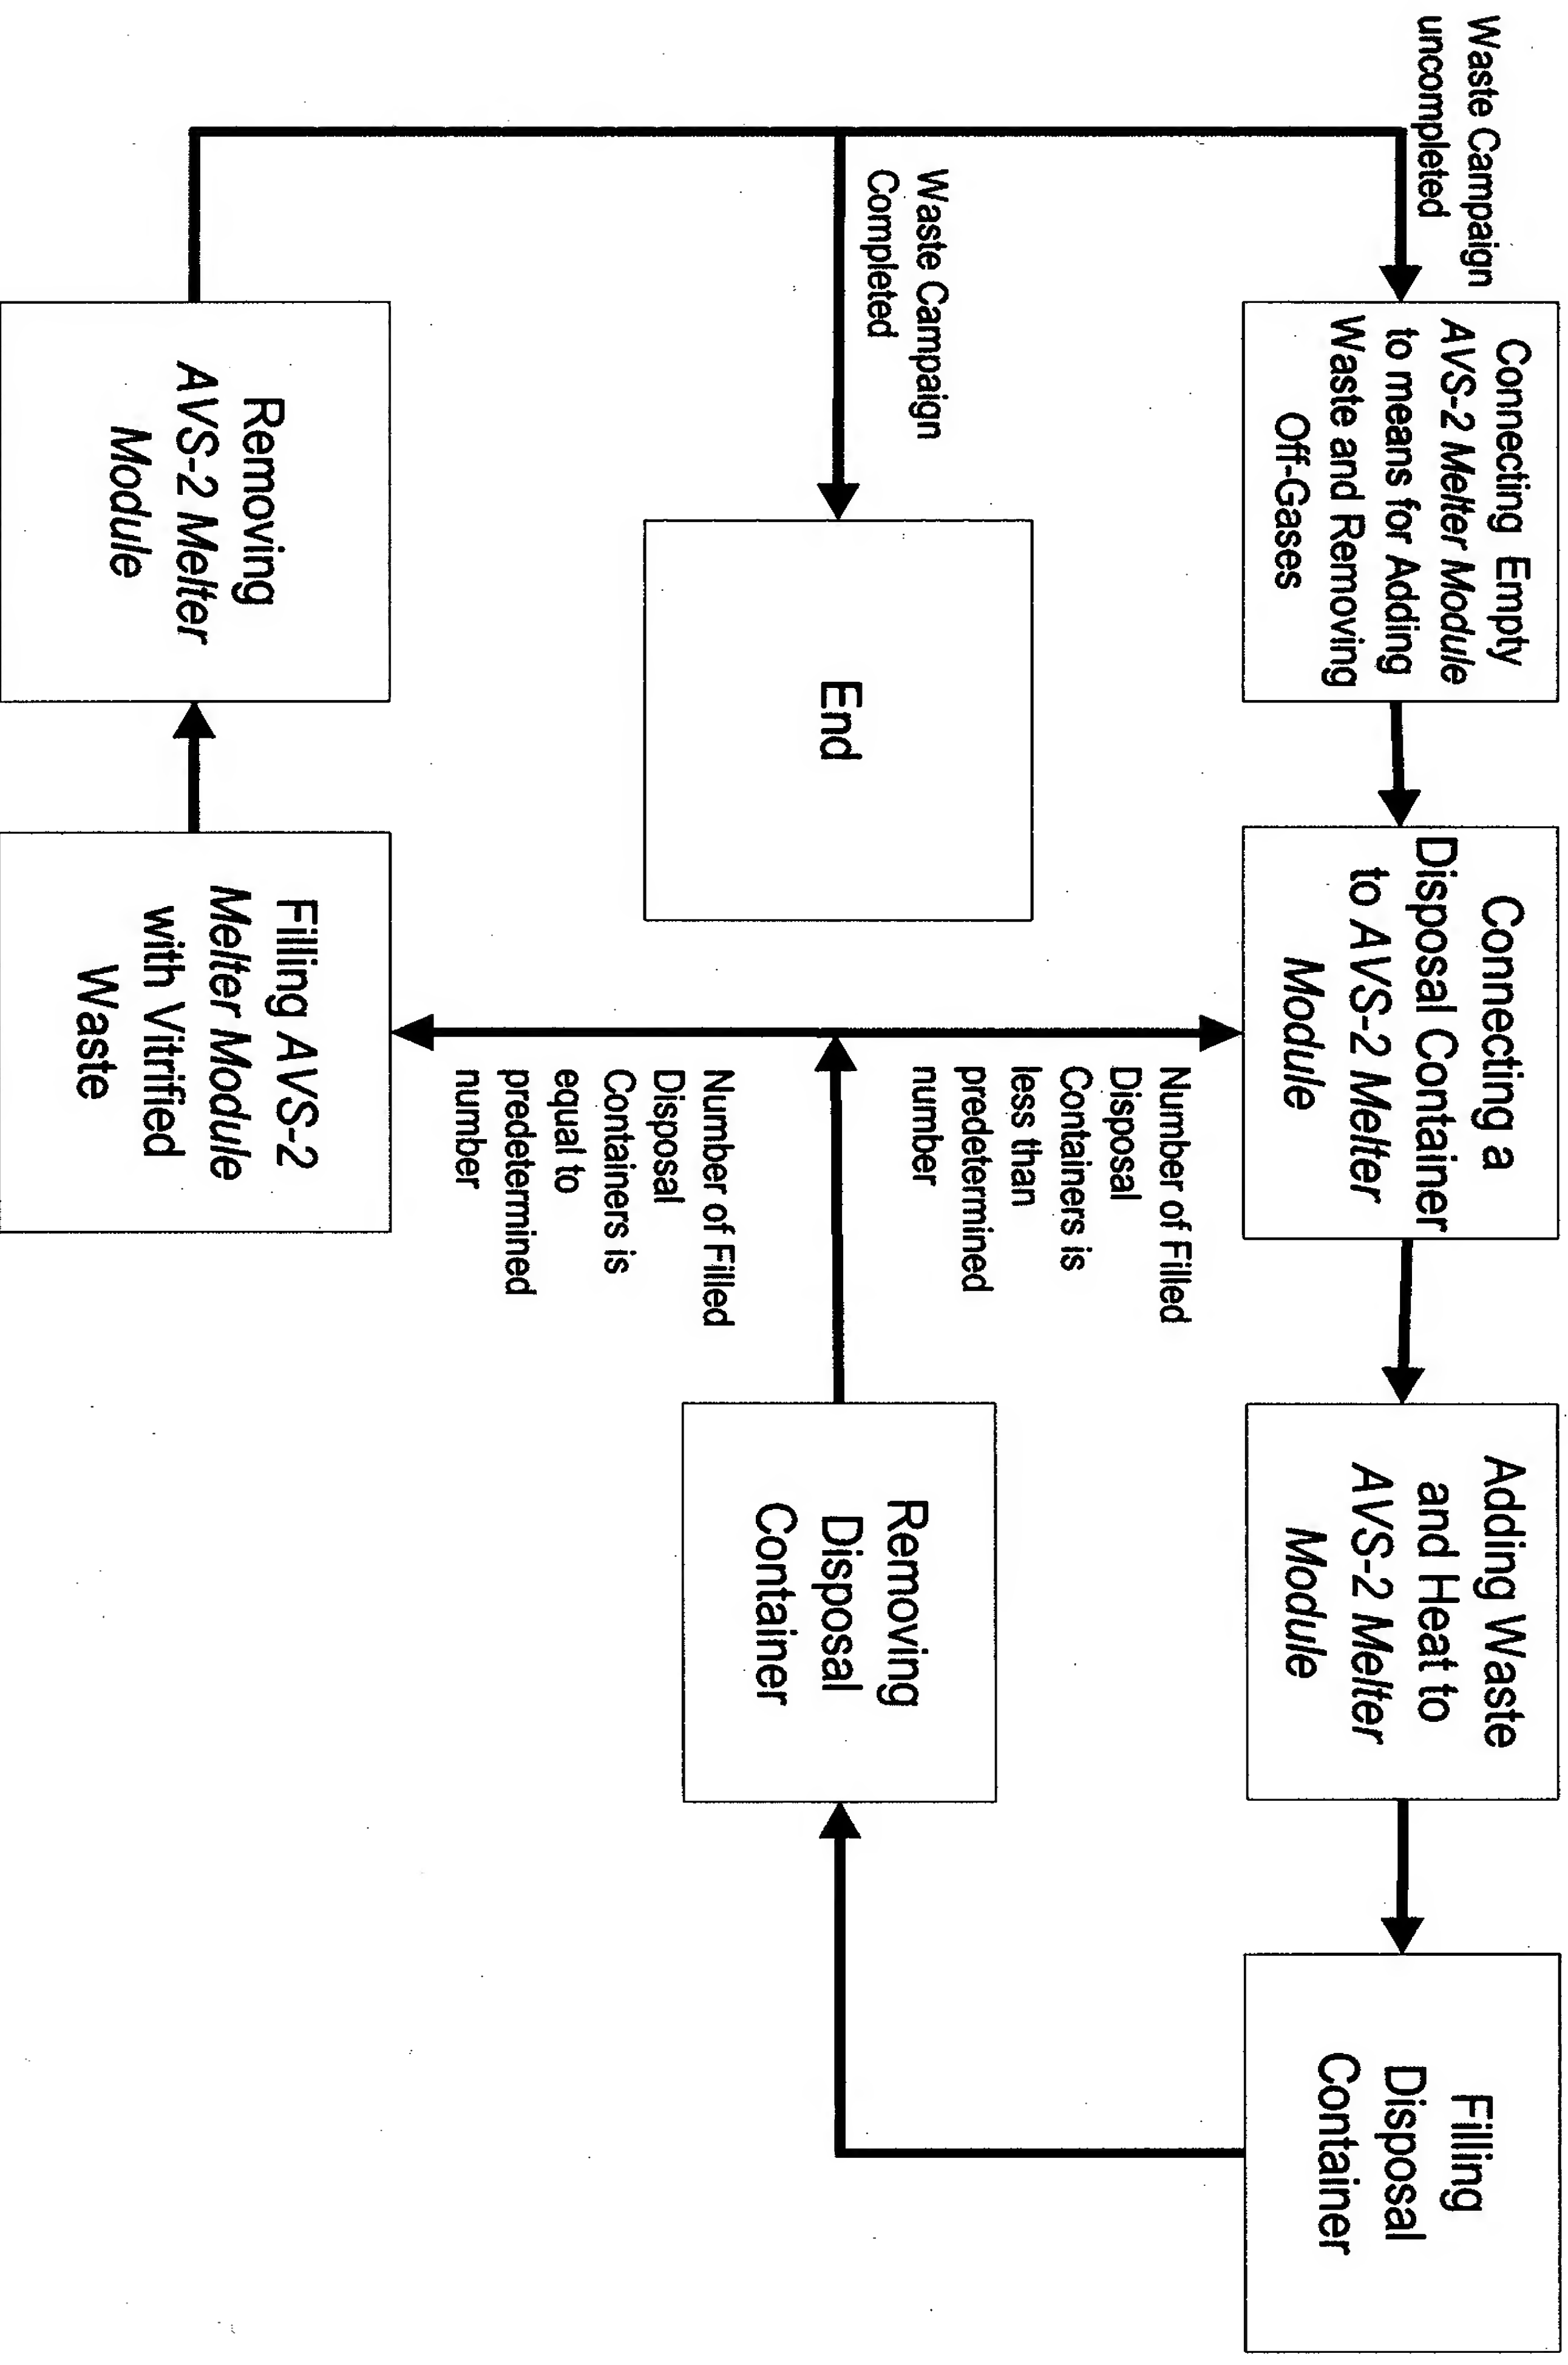 Waste Campaign
uncompleted
Connecting Empty
AVS-2 Melter Module
to means for Adding
Waste and Removing
Off-Gases
Connecting a
Disposal Container
to AVS-2 Melter
Module
Adding Waste
and Heat to
AVS-2 Melter
Module
Filling
Disposal
Container
Number of Filled
Disposal
Containers is
less than
predetermined
number
Waste Campaign
Completed
End
Removing
Disposal
Container
Number of Filled
Disposal
Containers is
equal to
predetermined
number
Removing
AVS-2 Melter
Module
Filling AVS-2
Melter Module
with Vitrified
Waste